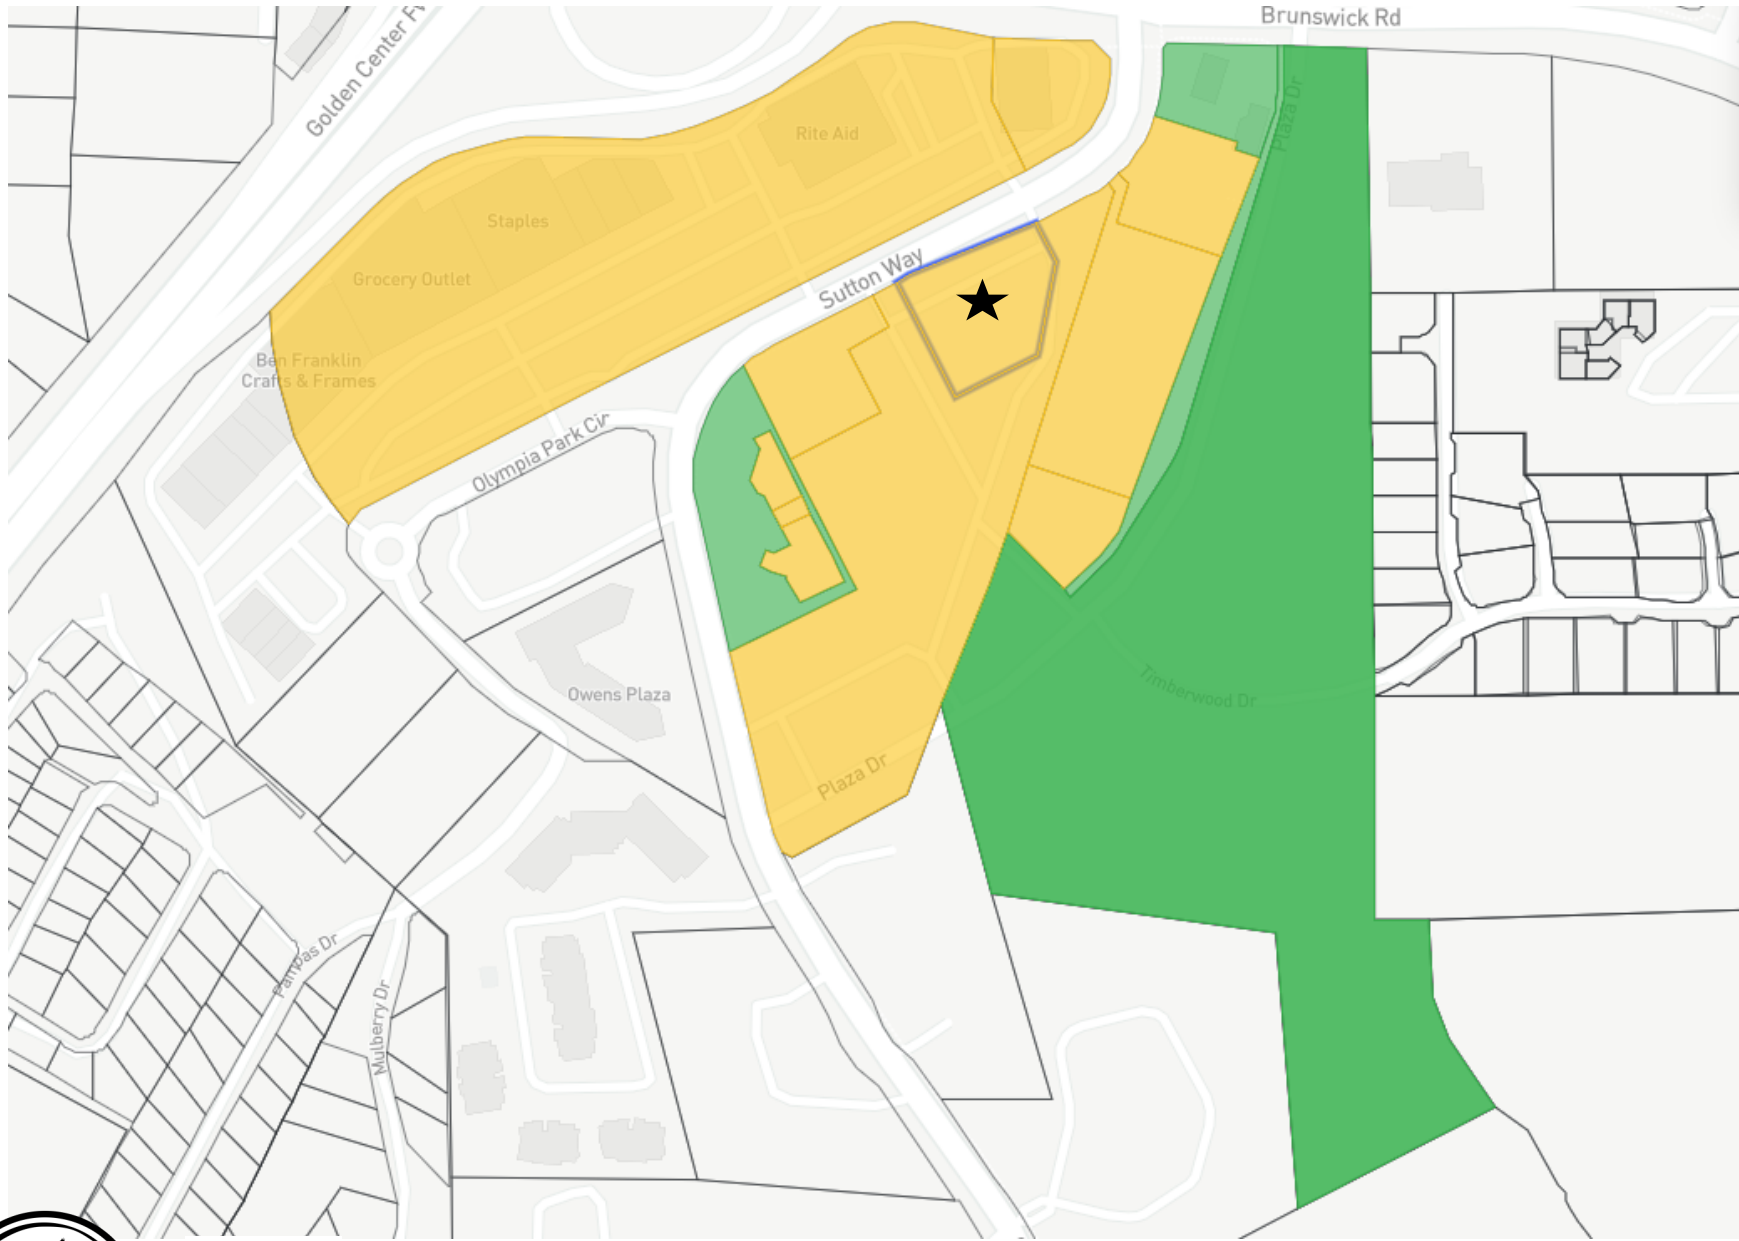 Brunswick Rd
Golden Center F
Plaza Dr
Rite Aid
Staples
Grocery Outlet
Sutton Way
Ben Franklin
Crafts & Frames
Olympia Park Cir
Timberwood Dr
Owens Plaza
Plaza Dr
Pampas Dr
Mulberry Dr